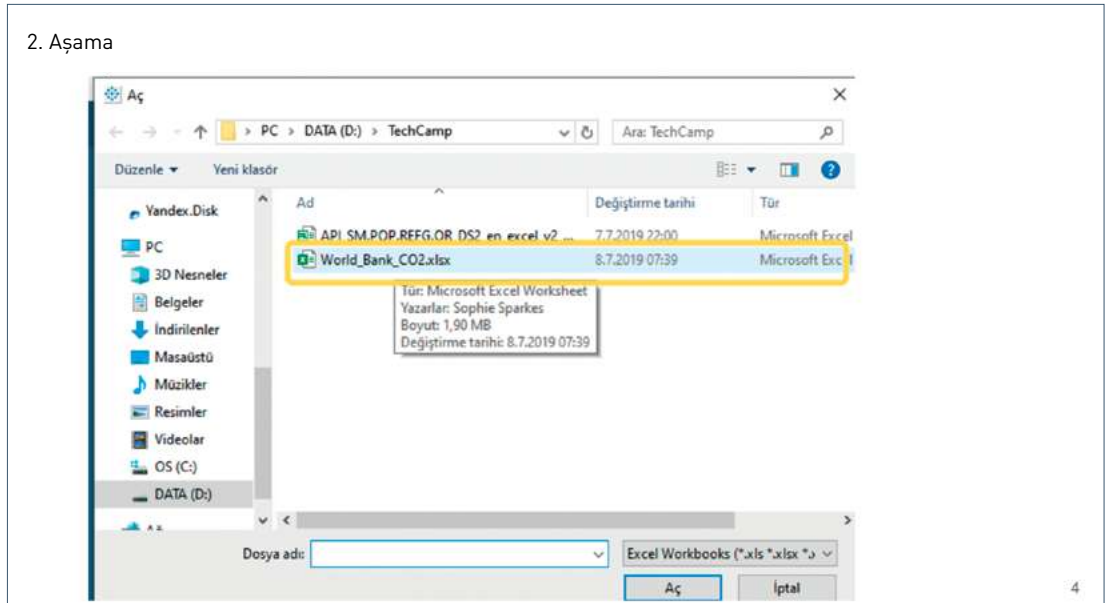 2. Aşama
Aç
PC > DATA (D:) > TechCamp
Ara: TechCamp
Düzenle
Yeni klasör
Ad
Değiştirme tarihi
Tür
Yandex.Disk
PC
3D Nesneler
Belgeler
İndirilenler
Masaüstü
Müzikler
Resimler
Videolar
OS (C:)
DATA (D:)
API_SM.POP.REFG.OR_DS2_en_excel_v2_... 7.7.2019 22:00 Microsoft Excel
World_Bank_CO2.xlsx 8.7.2019 07:39 Microsoft
Tür: Microsoft Excel Worksheet
Yazarlar: Sophie Sparkes
Boyut: 1,90 MB
Değiştirme tarihi: 8.7.2019 07:39
Dosya adı:
Excel Workbooks (*.xls *.xlsx
Aç
İptal
4